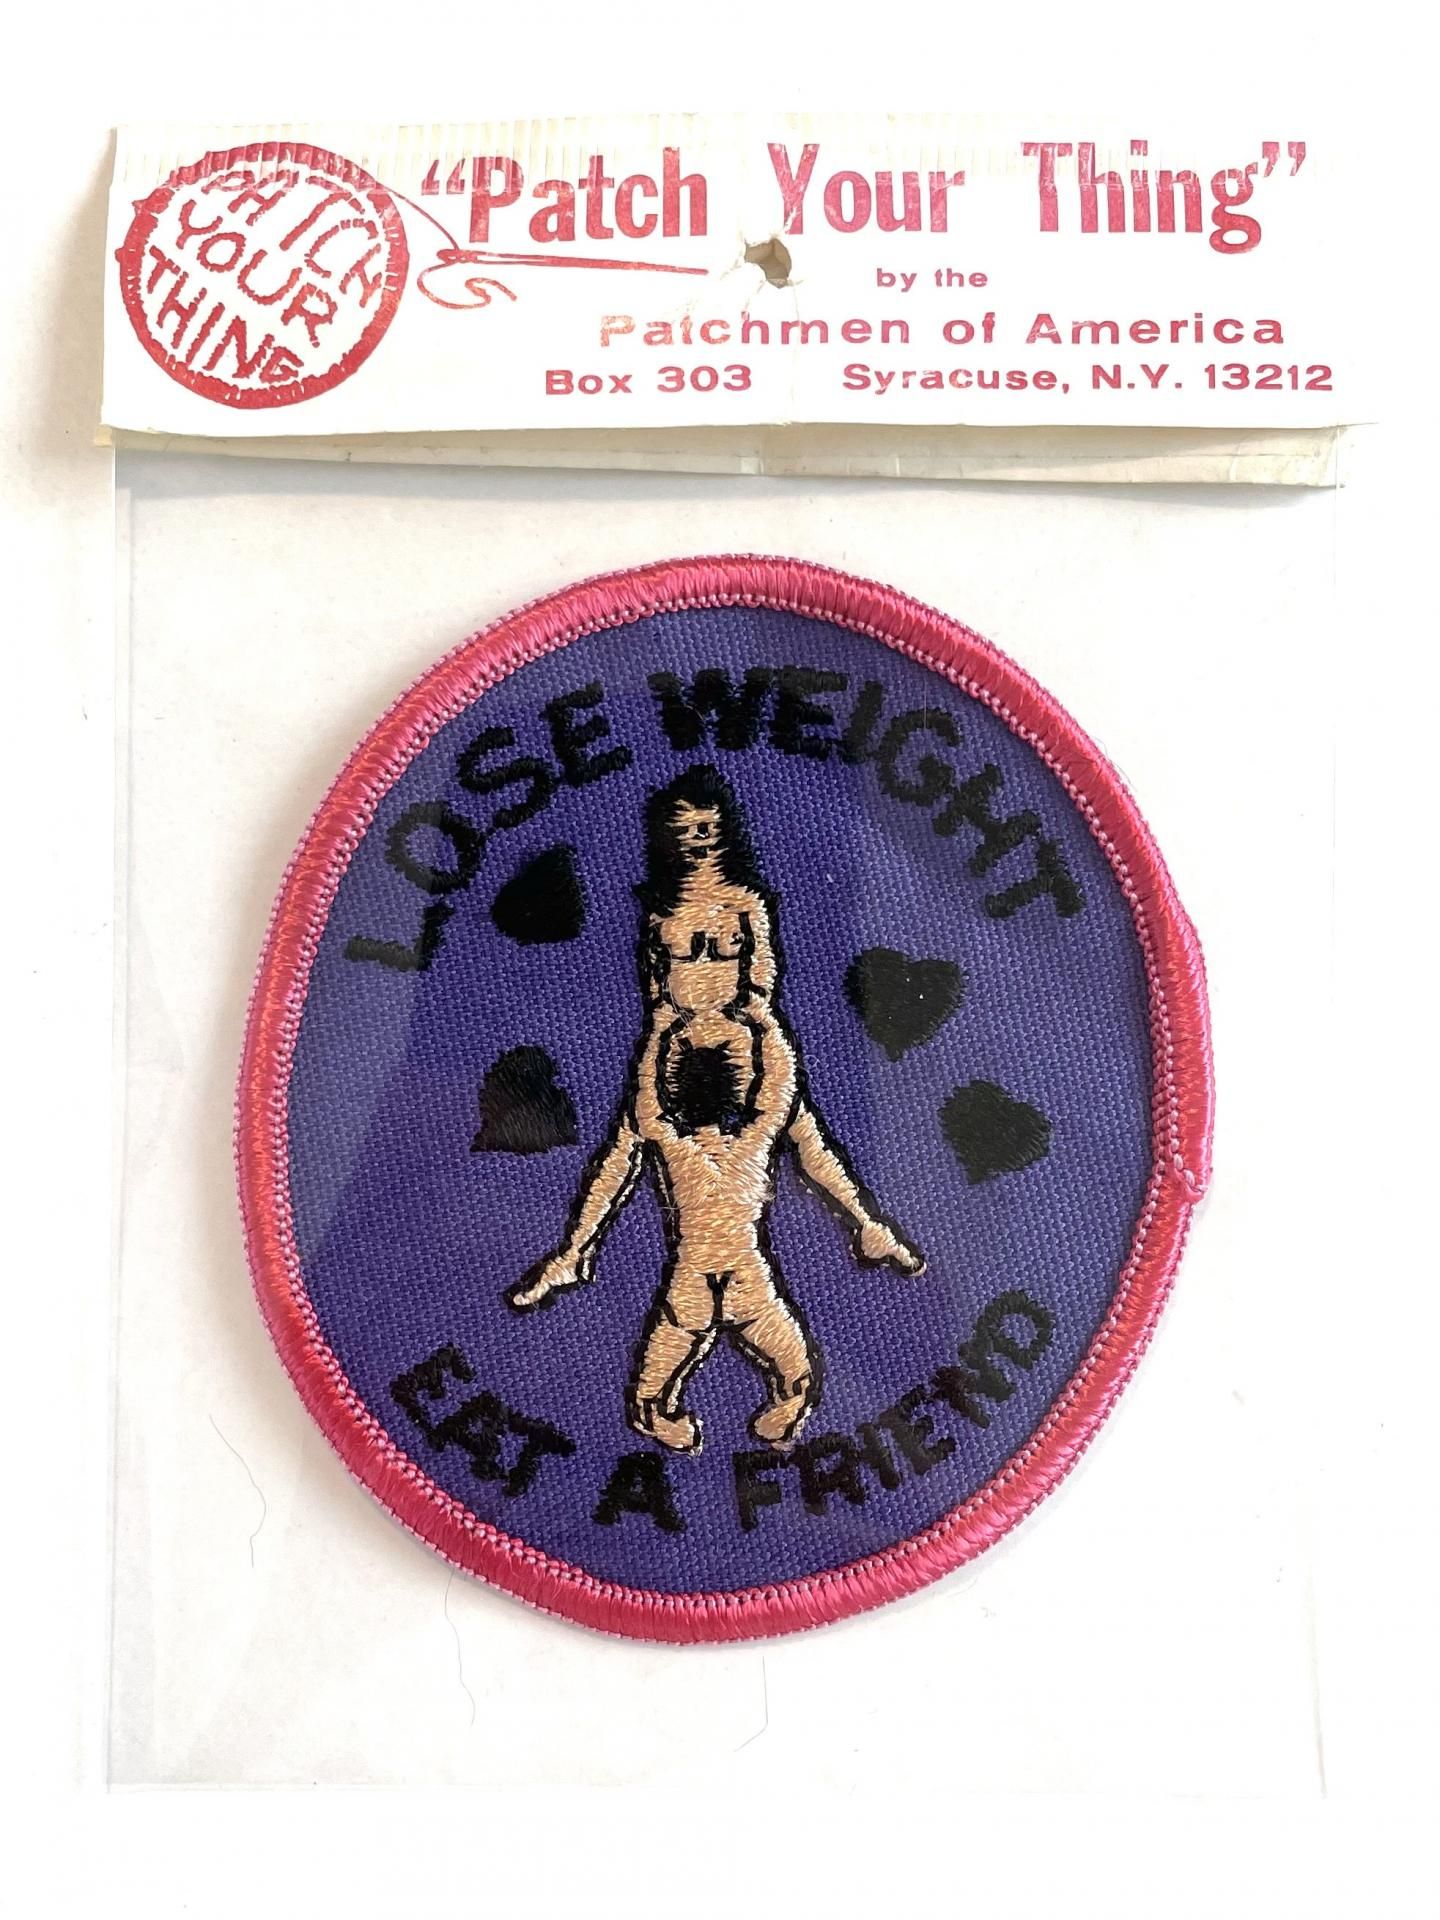 PATCH
YOUR
THING
"Patch Your Thing"
by the
Patchmen of America
Box 303 Syracuse, N.Y. 13212
LOSE WEIGHT
EAT A FRIEND